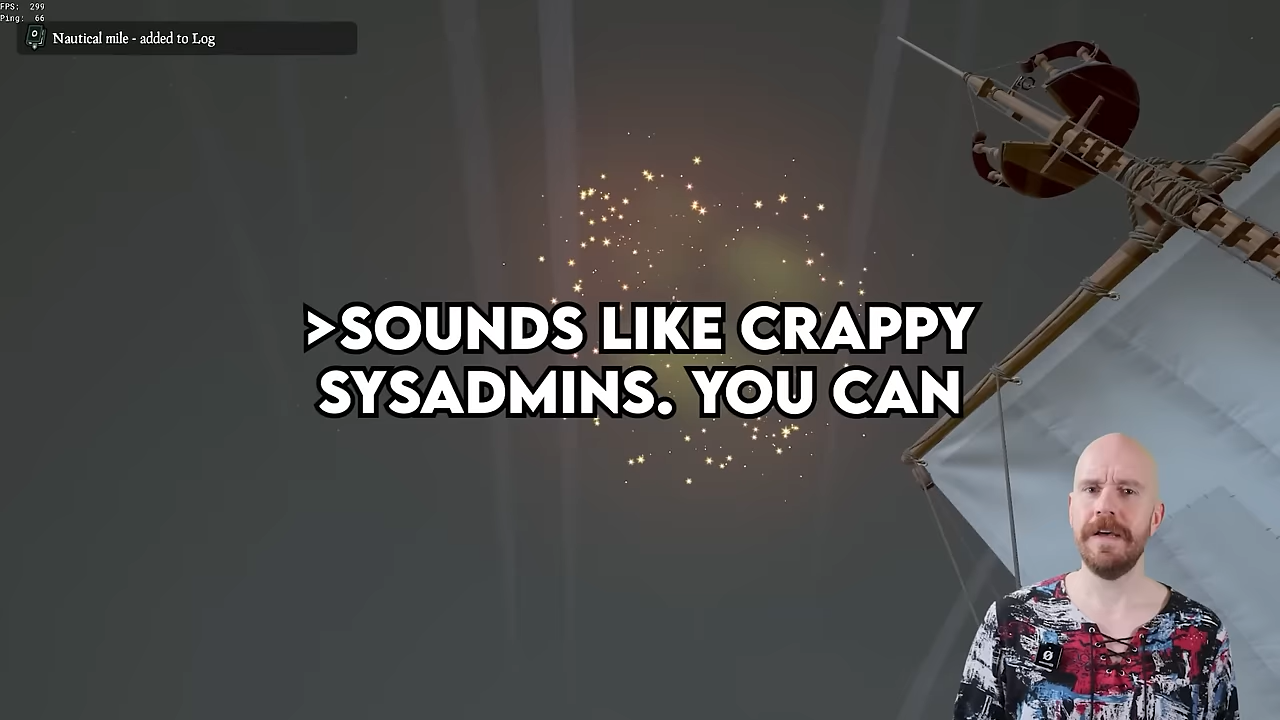 FPS: 299
Ping: 66
Nautical mile - added to Log
>SOUNDS LIKE CRAPPY
SYSADMINS. YOU CAN